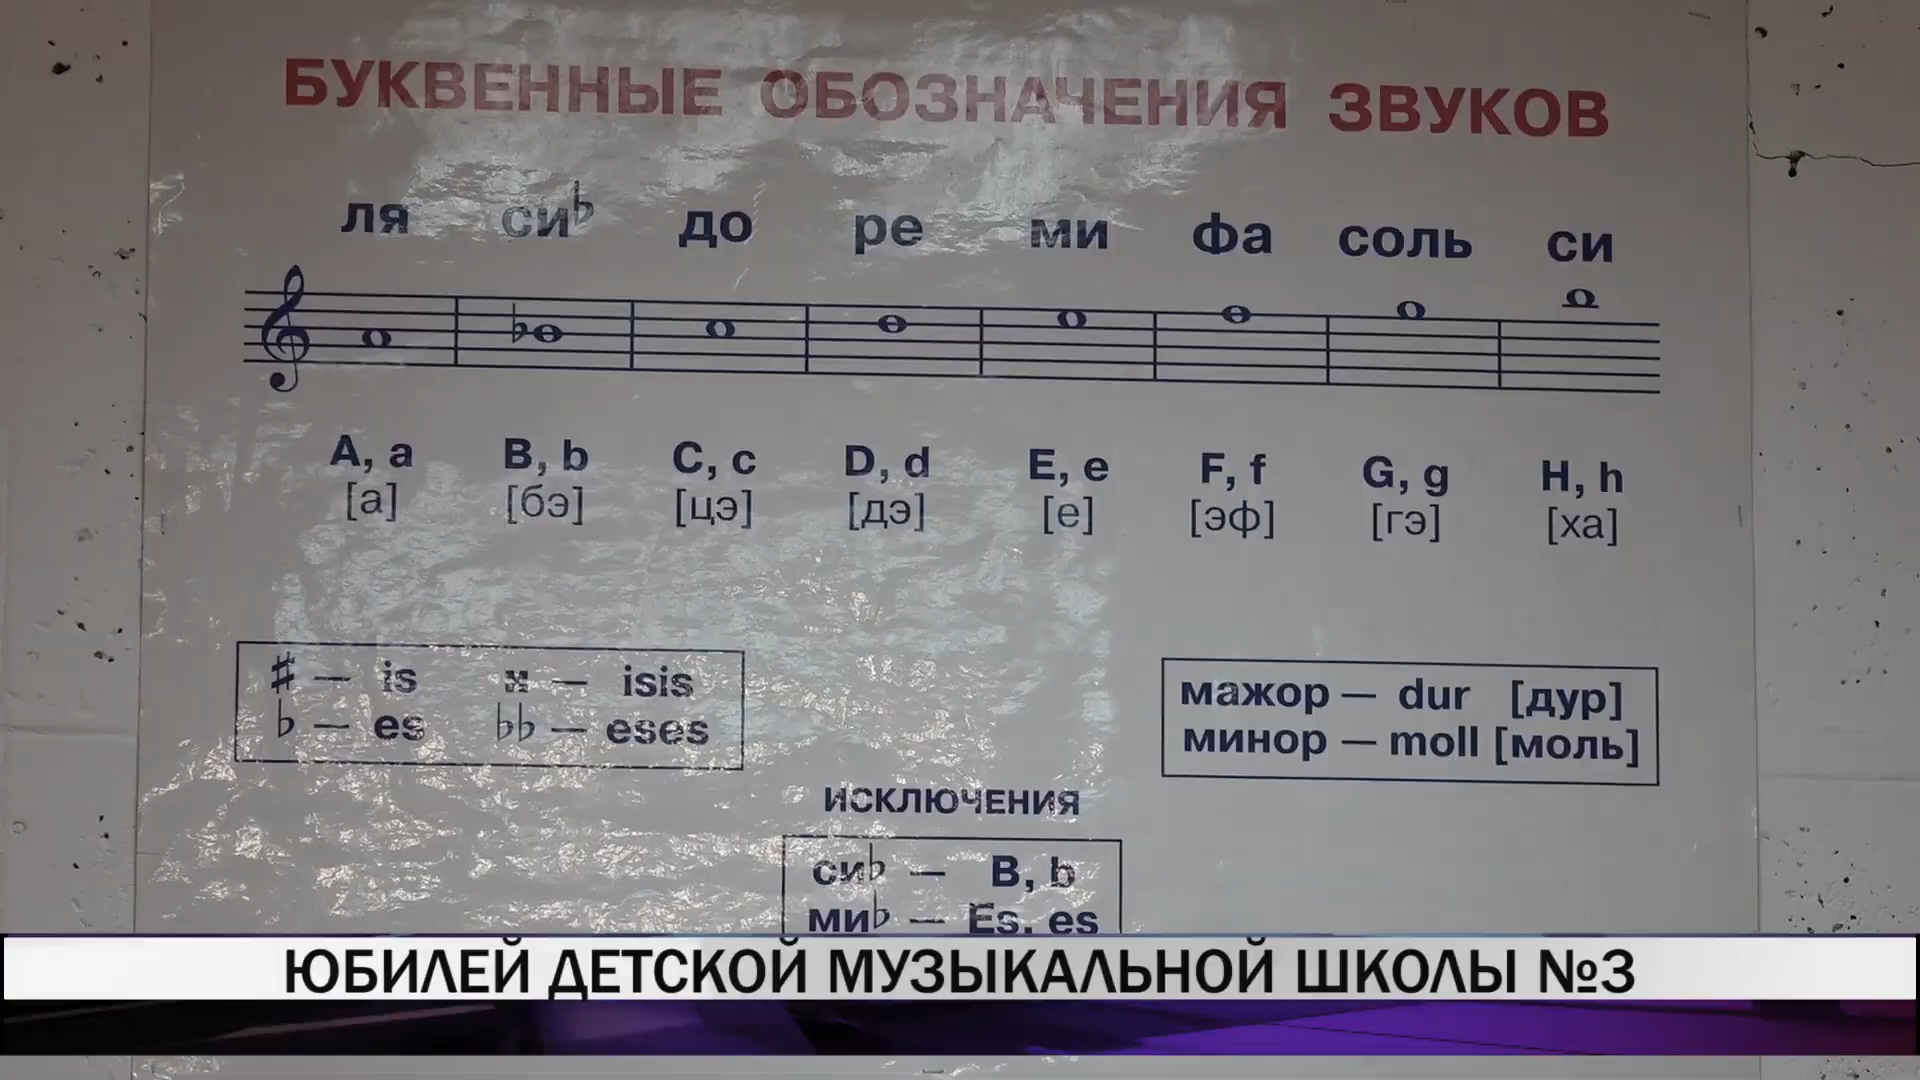 БУКВЕННЫЕ ОБОЗНАЧЕНИЯ ЗВУКОВ
ля си♭ до ре ми фа соль си
A, a B, b C, c D, d E, e F, f G, g H, h
[а] [бэ] [цэ] [дэ] [е] [эф] [гэ] [ха]
♯ — is 𝄪 — isis
♭ — es ♭♭ — eses
мажор — dur [дур]
минор — moll [моль]
ИСКЛЮЧЕНИЯ
си♭ — B, b
ми♭ — Es, es
ЮБИЛЕЙ ДЕТСКОЙ МУЗЫКАЛЬНОЙ ШКОЛЫ №3